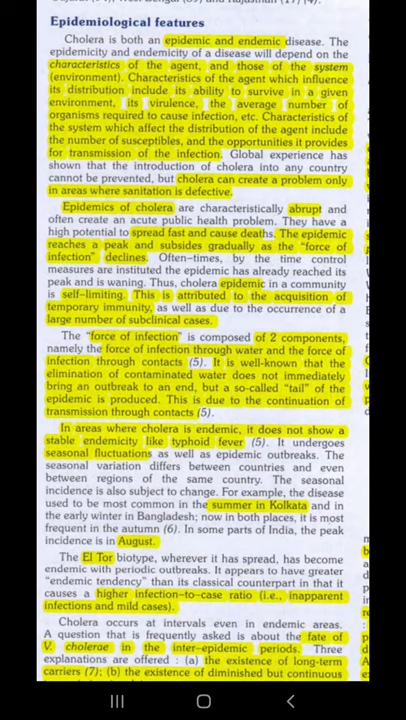 Epidemiological features
Cholera is both an epidemic and endemic disease. The
epidemicity and endemicity of a disease will depend on the
characteristics of the agent, and those of the system
(environment). Characteristics of the agent which influence
its distribution include its ability to survive in a given
environment, its virulence, the average number of
organisms required to cause infection, etc. Characteristics of
the system which affect the distribution of the agent include
the number of susceptibles, and the opportunities it provides
for transmission of the infection. Global experience has
shown that the introduction of cholera into any country
cannot be prevented, but cholera can create a problem only
in areas where sanitation is defective.
Epidemics of cholera are characteristically abrupt and
often create an acute public health problem. They have a
high potential to spread fast and cause deaths. The epidemic
reaches a peak and subsides gradually as the "force of
infection" declines. Often-times, by the time control
measures are instituted the epidemic has already reached its
peak and is waning. Thus, cholera epidemic in a community
is self-limiting. This is attributed to the acquisition of
temporary immunity, as well as due to the occurrence of a
large number of subclinical cases.
The "force of infection" is composed of 2 components,
namely the force of infection through water and the force of
infection through contacts (5). It is well-known that the
elimination of contaminated water does not immediately
bring an outbreak to an end, but a so-called "tail" of the
epidemic is produced. This is due to the continuation of
transmission through contacts (5).
In areas where cholera is endemic, it does not show a
stable endemicity like typhoid fever (5). It undergoes
seasonal fluctuations as well as epidemic outbreaks. The
seasonal variation differs between countries and even
between regions of the same country. The seasonal
incidence is also subject to change. For example, the disease
used to be most common in the summer in Kolkata and in
the early winter in Bangladesh; now in both places, it is most
frequent in the autumn (6). In some parts of India, the peak
incidence is in August.
The El Tor biotype, wherever it has spread, has become
endemic with periodic outbreaks. It appears to have greater
"endemic tendency" than its classical counterpart in that it
causes a higher infection-to-case ratio (i.e., inapparent
infections and mild cases).
Cholera occurs at intervals even in endemic areas.
A question that is frequently asked is about the fate of
V. cholerae in the inter-epidemic periods. Three
explanations are offered : (a) the existence of long-term
carriers (7); (b) the existence of diminished but continuous